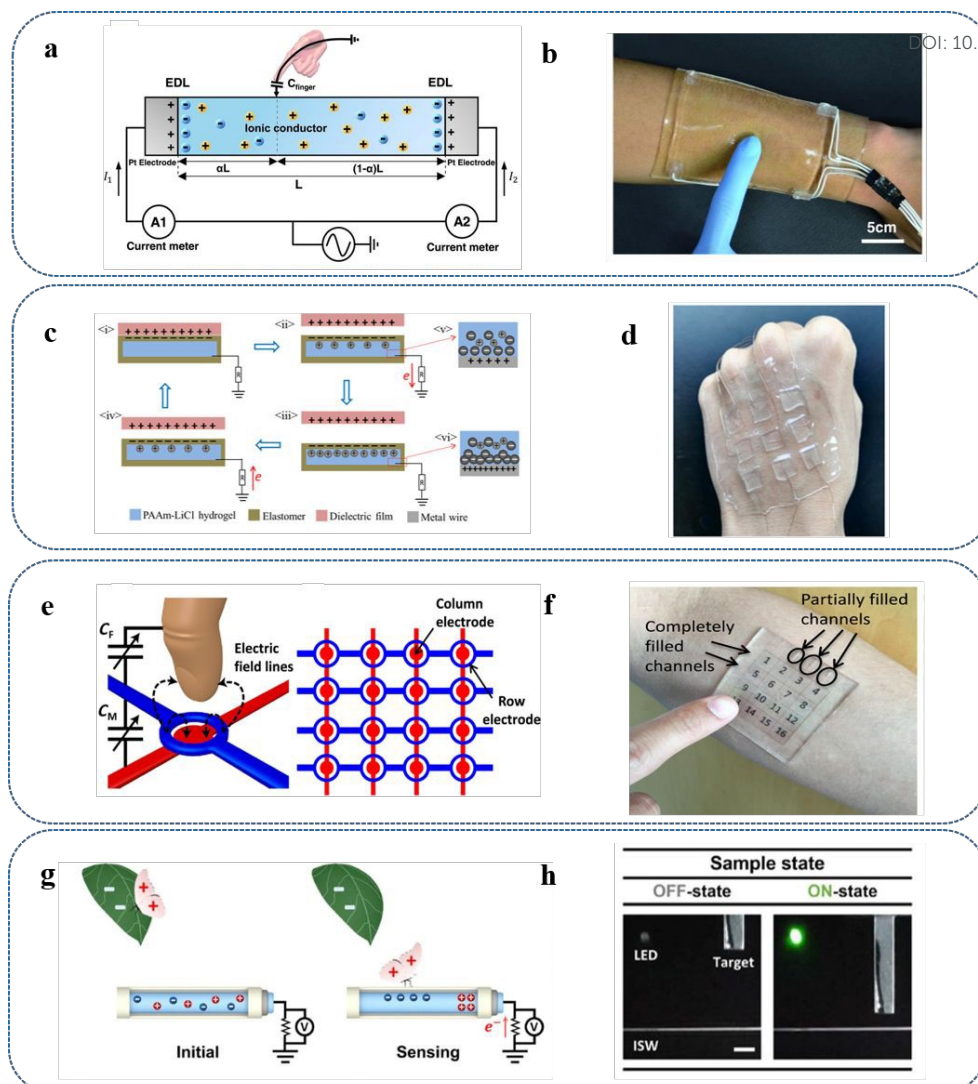 DOI: 10.
a
EDL
C_finger
EDL
+ + + +
Ionic conductor
Pt Electrode
Pt Electrode
αL
(1-α)L
L
I₁
I₂
A1
A2
Current meter
Current meter
b
5cm
c
<i>
<ii>
<v>
e
R
<iv>
<iii>
<vi>
e
R
PAAm-LiCl hydrogel
Elastomer
Dielectric film
Metal wire
d
e
C_F
C_M
Electric
field lines
Column
electrode
Row
electrode
f
Completely
filled
channels
Partially filled
channels
1 2 3 4
5 6 7 8
9 10 11 12
14 15 16
g
V
Initial
e⁻
V
Sensing
h
Sample state
OFF-state
ON-state
LED
Target
ISW